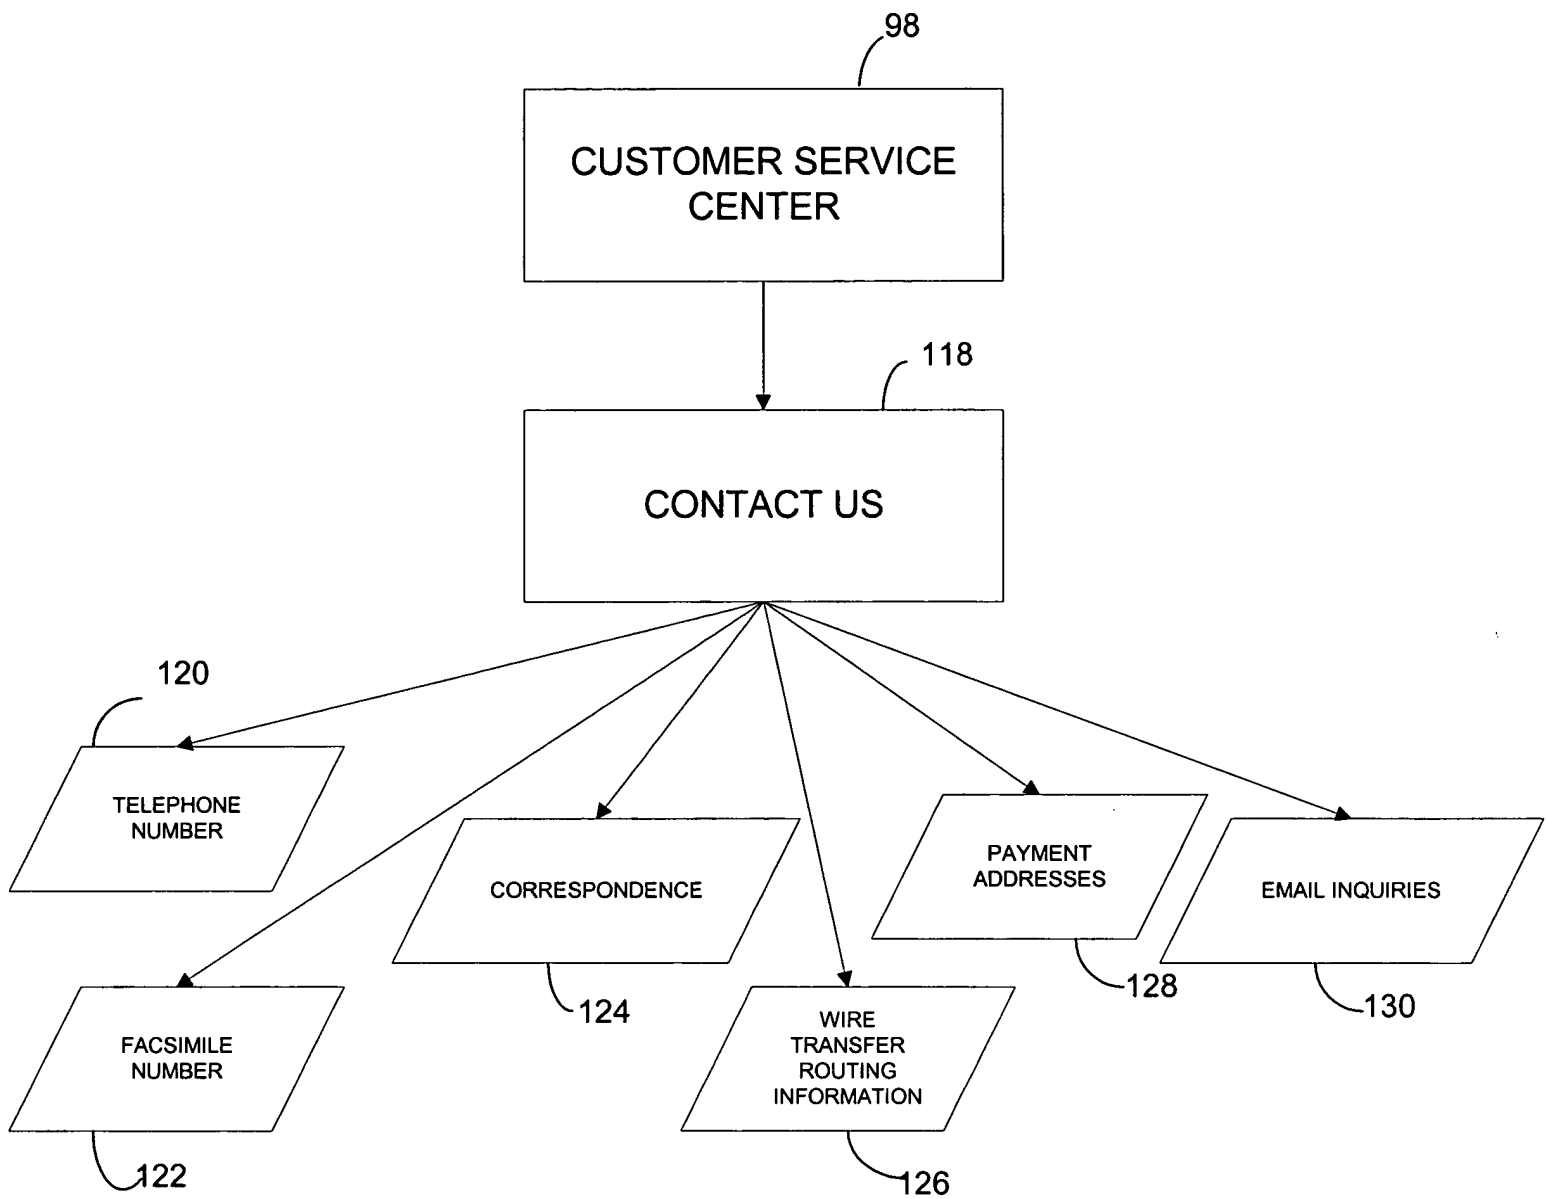 98
CUSTOMER SERVICE
CENTER
118
CONTACT US
120
TELEPHONE
NUMBER
PAYMENT
ADDRESSES
CORRESPONDENCE
EMAIL INQUIRIES
128
124
130
FACSIMILE
NUMBER
WIRE
TRANSFER
ROUTING
INFORMATION
122
126